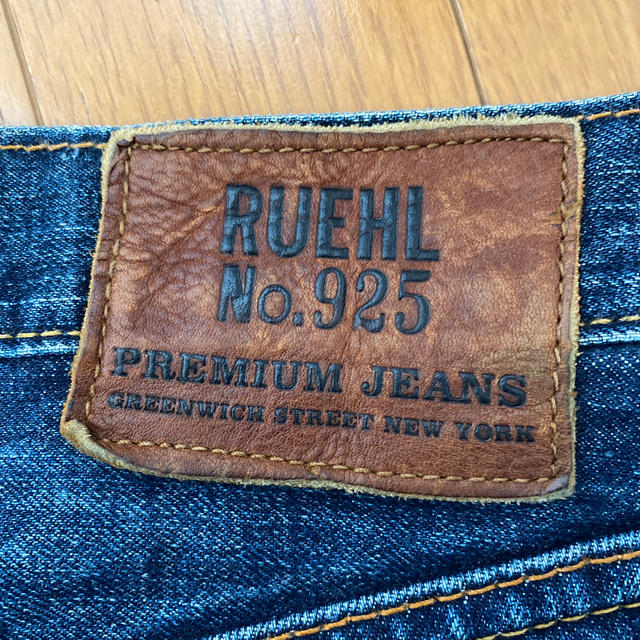 RUEHL
No.925
PREMIUM JEANS
GREENWICH STREET NEW YORK